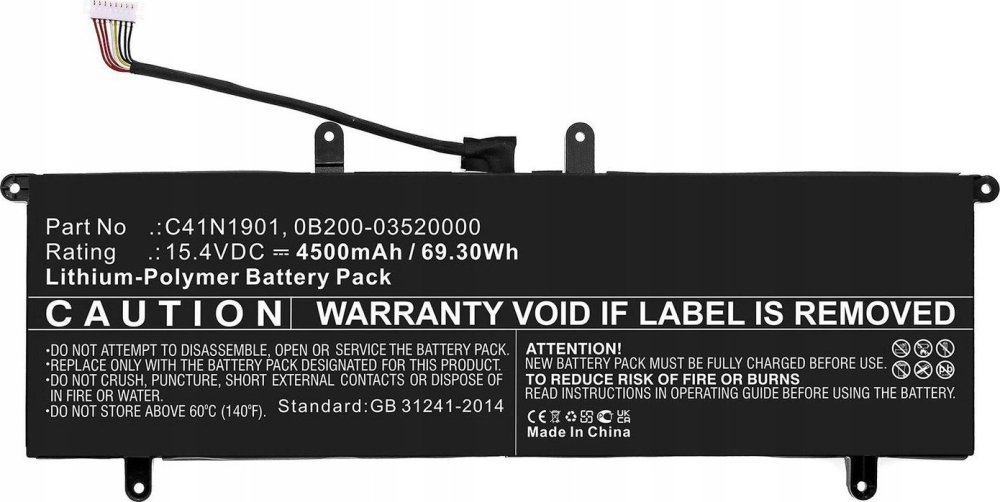 Part No .:C41N1901, 0B200-03520000
Rating .:15.4VDC ⎓ 4500mAh / 69.30Wh
Lithium-Polymer Battery Pack
CAUTION WARRANTY VOID IF LABEL IS REMOVED
•DO NOT ATTEMPT TO DISASSEMBLE, OPEN OR SERVICE THE BATTERY PACK.
•REPLACE ONLY WITH THE BATTERY PACK DESIGNATED FOR THIS PRODUCT.
•DO NOT CRUSH, PUNCTURE, SHORT EXTERNAL CONTACTS OR DISPOSE OF
IN FIRE OR WATER.
•DO NOT STORE ABOVE 60°C (140°F).
Standard:GB 31241-2014
ATTENTION!
NEW BATTERY PACK MUST BE FULLY CHARGED BEFORE USE.
TO REDUCE RISK OF FIRE OR BURNS
READ INSTRUCTIONS IN OPERATING GUIDE BEFORE USING THE BATTERY.
CE UK CA
Made In China